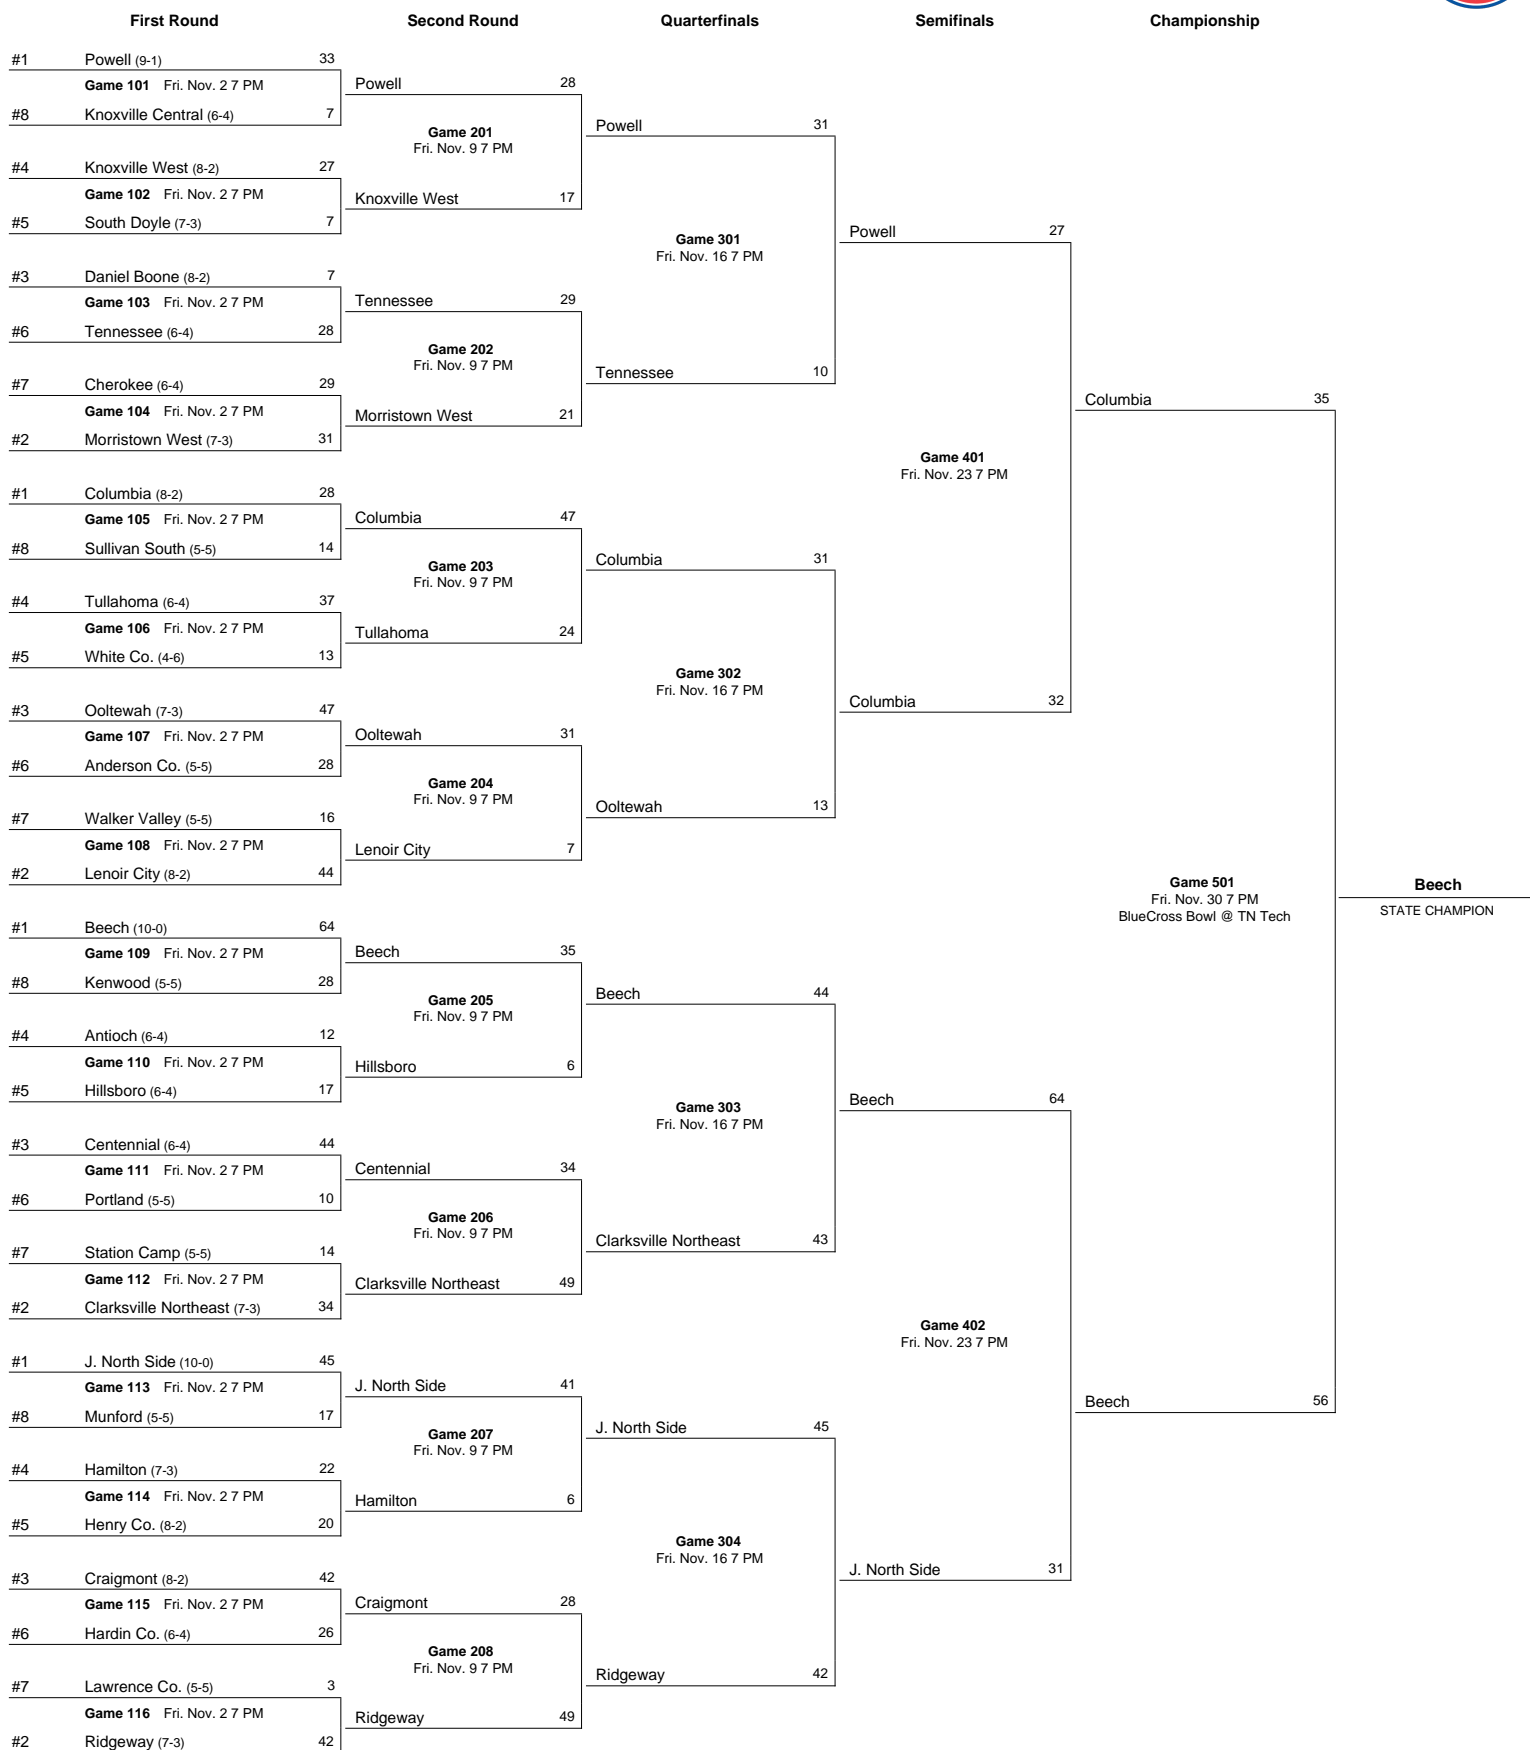 First Round Second Round Quarterfinals Semifinals Championship
#1 Powell (9-1) 33
Game 101 Fri. Nov. 2 7 PM
#8 Knoxville Central (6-4) 7
#4 Knoxville West (8-2) 27
Game 102 Fri. Nov. 2 7 PM
#5 South Doyle (7-3) 7
#3 Daniel Boone (8-2) 7
Game 103 Fri. Nov. 2 7 PM
#6 Tennessee (6-4) 28
#7 Cherokee (6-4) 29
Game 104 Fri. Nov. 2 7 PM
#2 Morristown West (7-3) 31
#1 Columbia (8-2) 28
Game 105 Fri. Nov. 2 7 PM
#8 Sullivan South (5-5) 14
#4 Tullahoma (6-4) 37
Game 106 Fri. Nov. 2 7 PM
#5 White Co. (4-6) 13
#3 Ooltewah (7-3) 47
Game 107 Fri. Nov. 2 7 PM
#6 Anderson Co. (5-5) 28
#7 Walker Valley (5-5) 16
Game 108 Fri. Nov. 2 7 PM
#2 Lenoir City (8-2) 44
#1 Beech (10-0) 64
Game 109 Fri. Nov. 2 7 PM
#8 Kenwood (5-5) 28
#4 Antioch (6-4) 12
Game 110 Fri. Nov. 2 7 PM
#5 Hillsboro (6-4) 17
#3 Centennial (6-4) 44
Game 111 Fri. Nov. 2 7 PM
#6 Portland (5-5) 10
#7 Station Camp (5-5) 14
Game 112 Fri. Nov. 2 7 PM
#2 Clarksville Northeast (7-3) 34
#1 J. North Side (10-0) 45
Game 113 Fri. Nov. 2 7 PM
#8 Munford (5-5) 17
#4 Hamilton (7-3) 22
Game 114 Fri. Nov. 2 7 PM
#5 Henry Co. (8-2) 20
#3 Craigmont (8-2) 42
Game 115 Fri. Nov. 2 7 PM
#6 Hardin Co. (6-4) 26
#7 Lawrence Co. (5-5) 3
Game 116 Fri. Nov. 2 7 PM
#2 Ridgeway (7-3) 42
Powell 28
Game 201
Fri. Nov. 9 7 PM
Knoxville West 17
Tennessee 29
Game 202
Fri. Nov. 9 7 PM
Morristown West 21
Columbia 47
Game 203
Fri. Nov. 9 7 PM
Tullahoma 24
Ooltewah 31
Game 204
Fri. Nov. 9 7 PM
Lenoir City 7
Beech 35
Game 205
Fri. Nov. 9 7 PM
Hillsboro 6
Centennial 34
Game 206
Fri. Nov. 9 7 PM
Clarksville Northeast 49
J. North Side 41
Game 207
Fri. Nov. 9 7 PM
Hamilton 6
Craigmont 28
Game 208
Fri. Nov. 9 7 PM
Ridgeway 49
Powell 31
Game 301
Fri. Nov. 16 7 PM
Tennessee 10
Columbia 31
Game 302
Fri. Nov. 16 7 PM
Ooltewah 13
Beech 44
Game 303
Fri. Nov. 16 7 PM
Clarksville Northeast 43
J. North Side 45
Game 304
Fri. Nov. 16 7 PM
Ridgeway 42
Powell 27
Game 401
Fri. Nov. 23 7 PM
Columbia 32
Beech 64
Game 402
Fri. Nov. 23 7 PM
J. North Side 31
Columbia 35
Game 501
Fri. Nov. 30 7 PM
BlueCross Bowl @ TN Tech
Beech 56
Beech
STATE CHAMPION